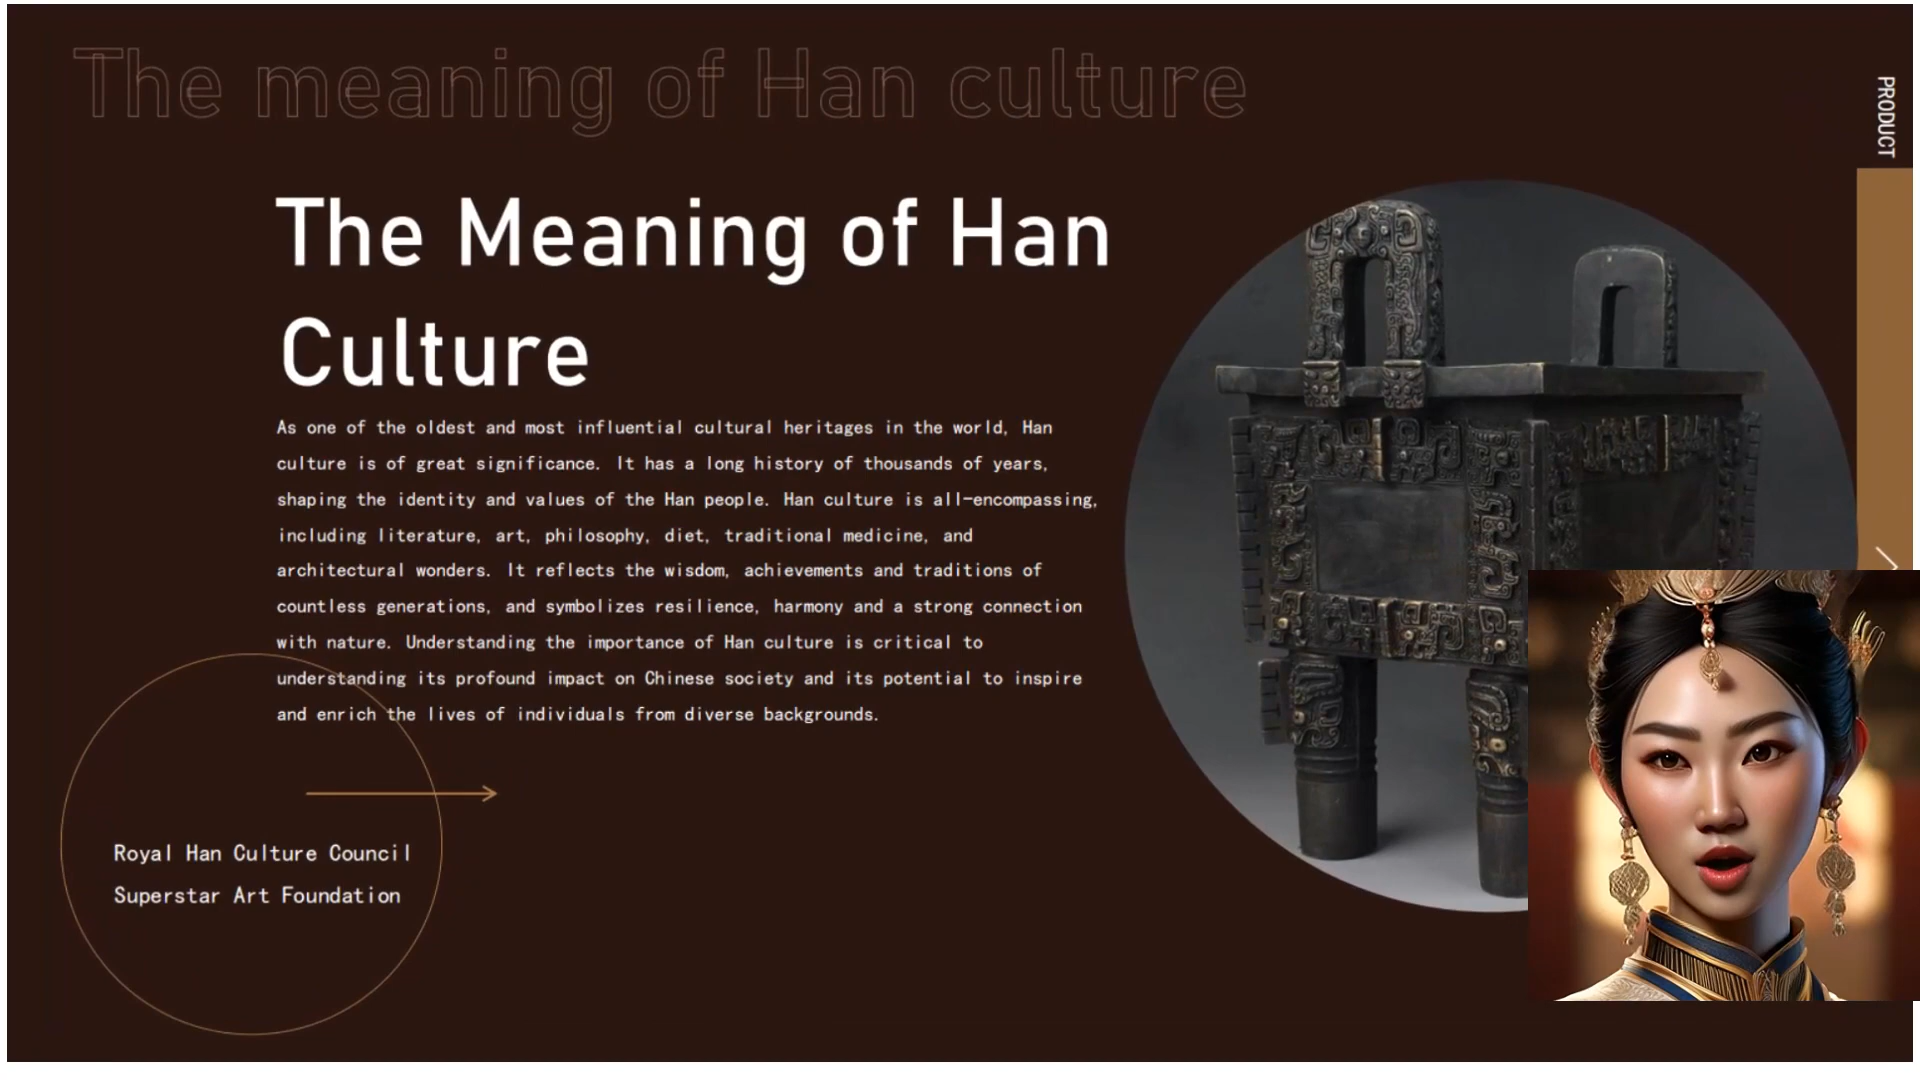 The meaning of Han culture
PRODUCT
The Meaning of Han
Culture
As one of the oldest and most influential cultural heritages in the world, Han
culture is of great significance. It has a long history of thousands of years,
shaping the identity and values of the Han people. Han culture is all-encompassing,
including literature, art, philosophy, diet, traditional medicine, and
architectural wonders. It reflects the wisdom, achievements and traditions of
countless generations, and symbolizes resilience, harmony and a strong connection
with nature. Understanding the importance of Han culture is critical to
understanding its profound impact on Chinese society and its potential to inspire
and enrich the lives of individuals from diverse backgrounds.
Royal Han Culture Council
Superstar Art Foundation